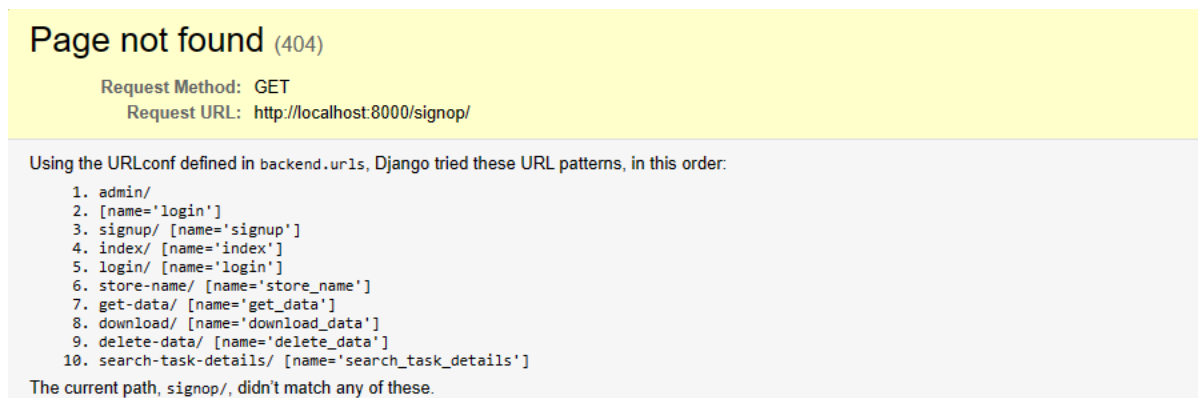 Page not found (404)
Request Method: GET
Request URL: http://localhost:8000/signop/
Using the URLconf defined in backend.urls, Django tried these URL patterns, in this order:
1. admin/
2. [name='login']
3. signup/ [name='signup']
4. index/ [name='index']
5. login/ [name='login']
6. store-name/ [name='store_name']
7. get-data/ [name='get_data']
8. download/ [name='download_data']
9. delete-data/ [name='delete_data']
10. search-task-details/ [name='search_task_details']
The current path, signop/, didn’t match any of these.